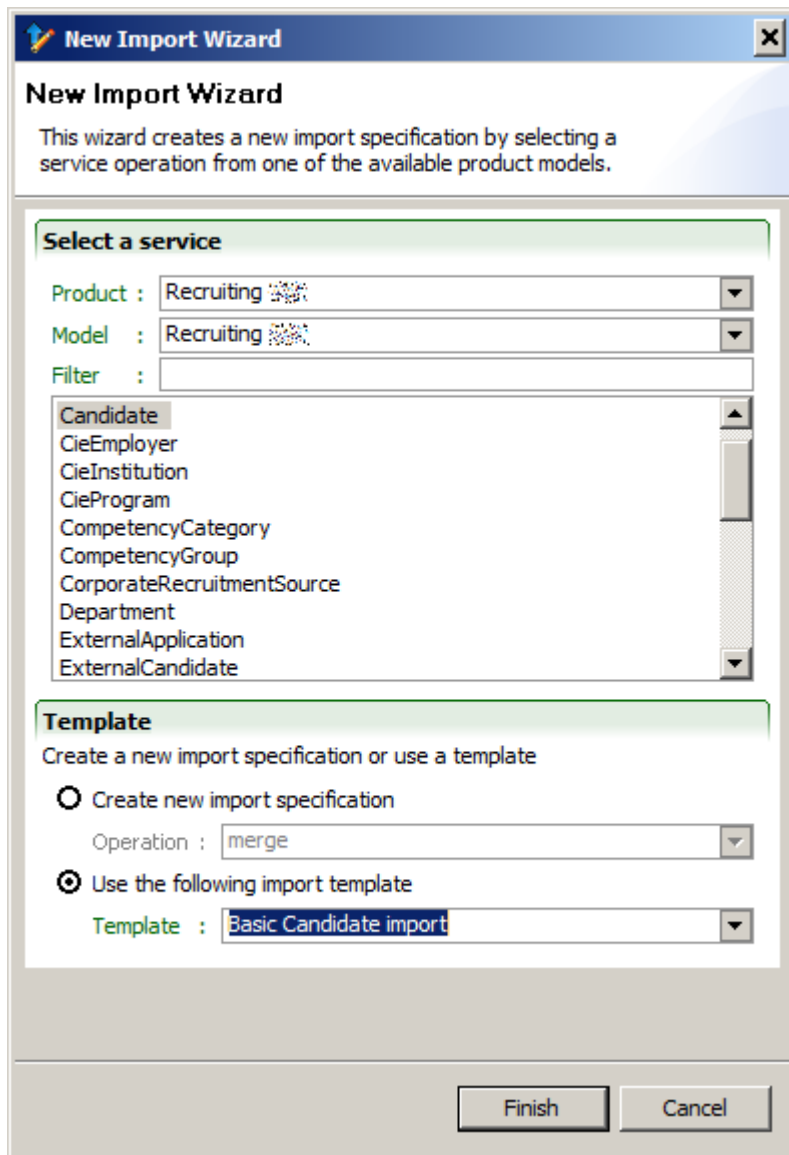 New Import Wizard
New Import Wizard
This wizard creates a new import specification by selecting a
service operation from one of the available product models.
Select a service
Product : Recruiting
Model : Recruiting
Filter :
Candidate
CieEmployer
CieInstitution
CieProgram
CompetencyCategory
CompetencyGroup
CorporateRecruitmentSource
Department
ExternalApplication
ExternalCandidate
Template
Create a new import specification or use a template
Create new import specification
Operation : merge
Use the following import template
Template : Basic Candidate import
Finish Cancel